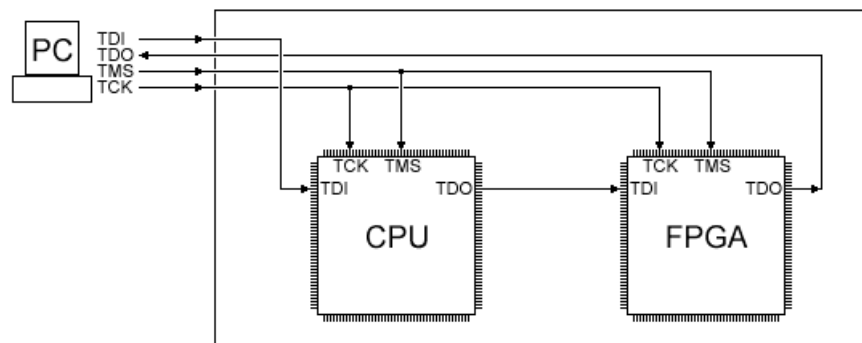 PC
TDI
TDO
TMS
TCK
TCK TMS
TDI TDO
CPU
TCK TMS
TDI TDO
FPGA